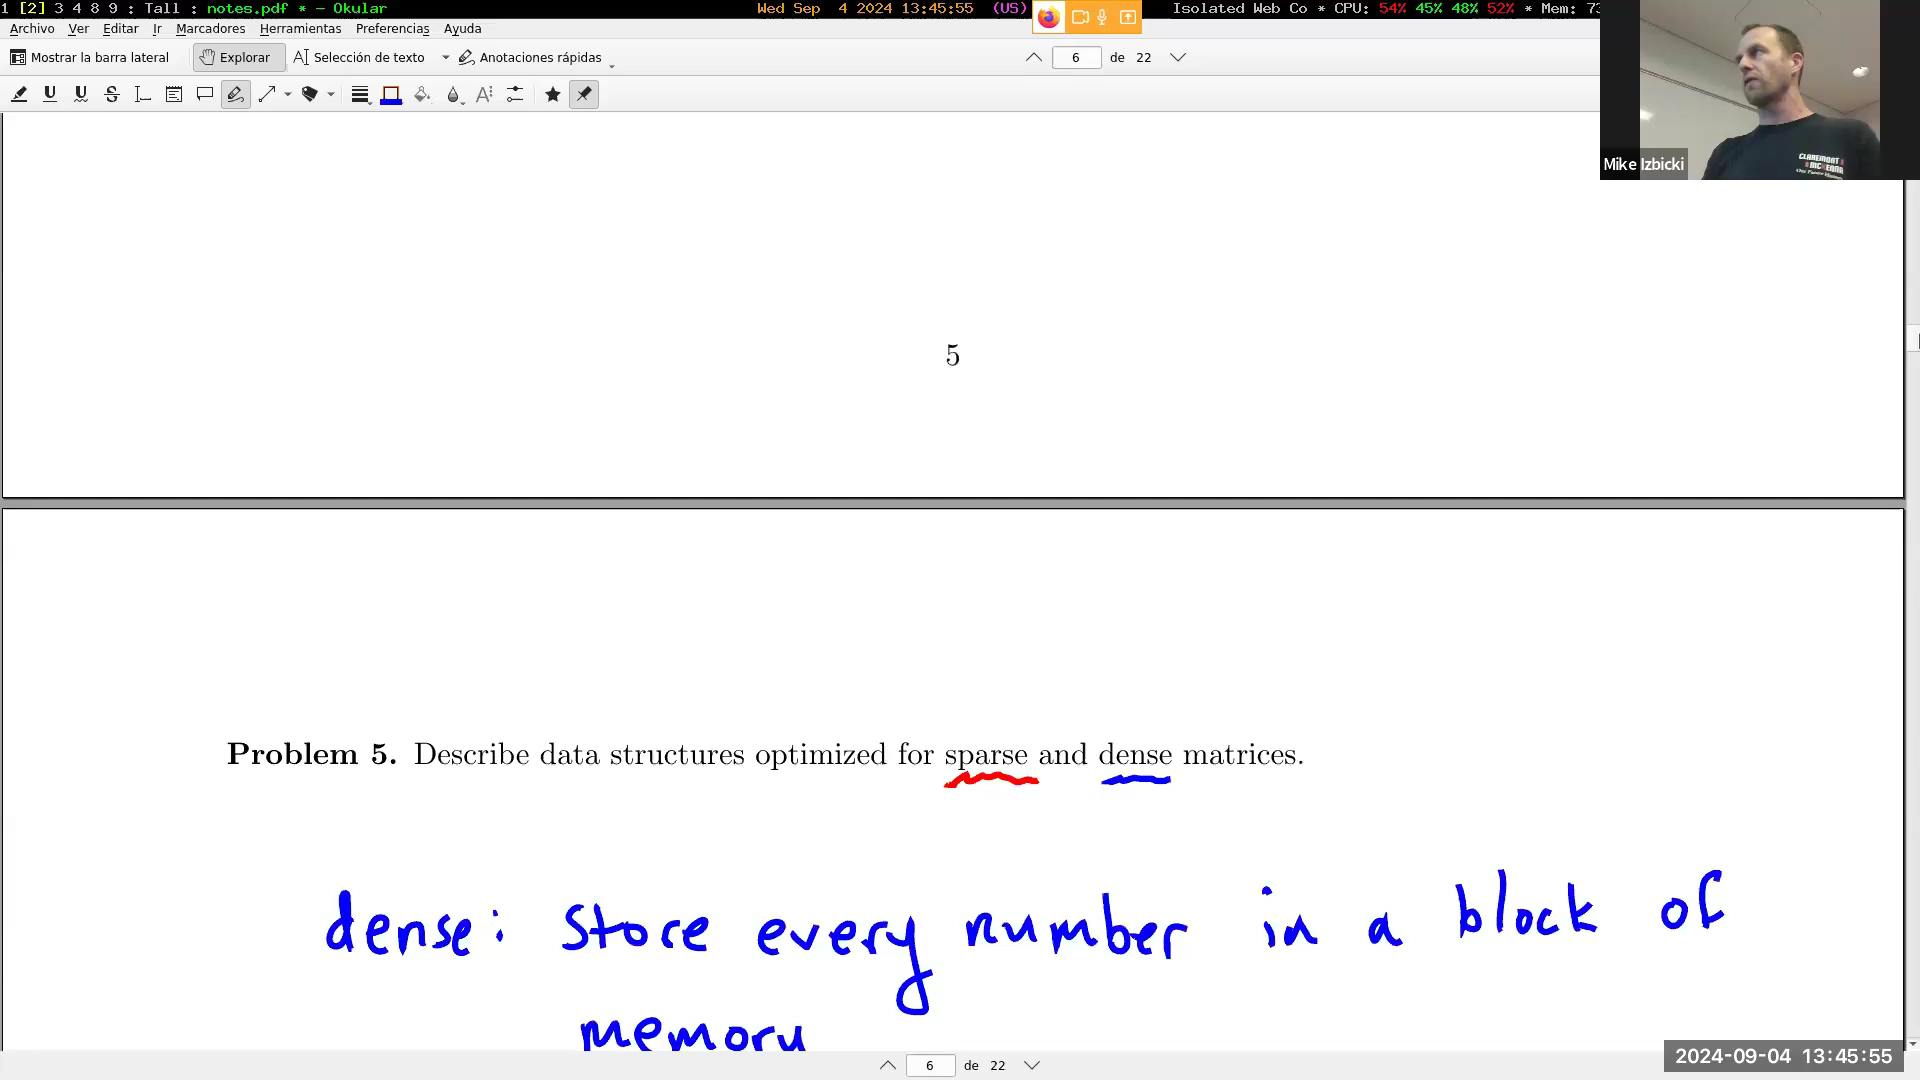 1 [2] 3 4 8 9 : Tall : notes.pdf * - Okular
Wed Sep 4 2024 13:45:55 (US)
Isolated Web Co * CPU: 54% 45% 48% 52% * Mem: 73
Archivo Ver Editar Ir Marcadores Herramientas Preferencias Ayuda
Mostrar la barra lateral Explorar Selección de texto Anotaciones rápidas
6 de 22
Mike Izbicki
CLAREMONT
5
Problem 5. Describe data structures optimized for sparse and dense matrices.
dense: Store every number in a block of
memory
6 de 22
2024-09-04 13:45:55